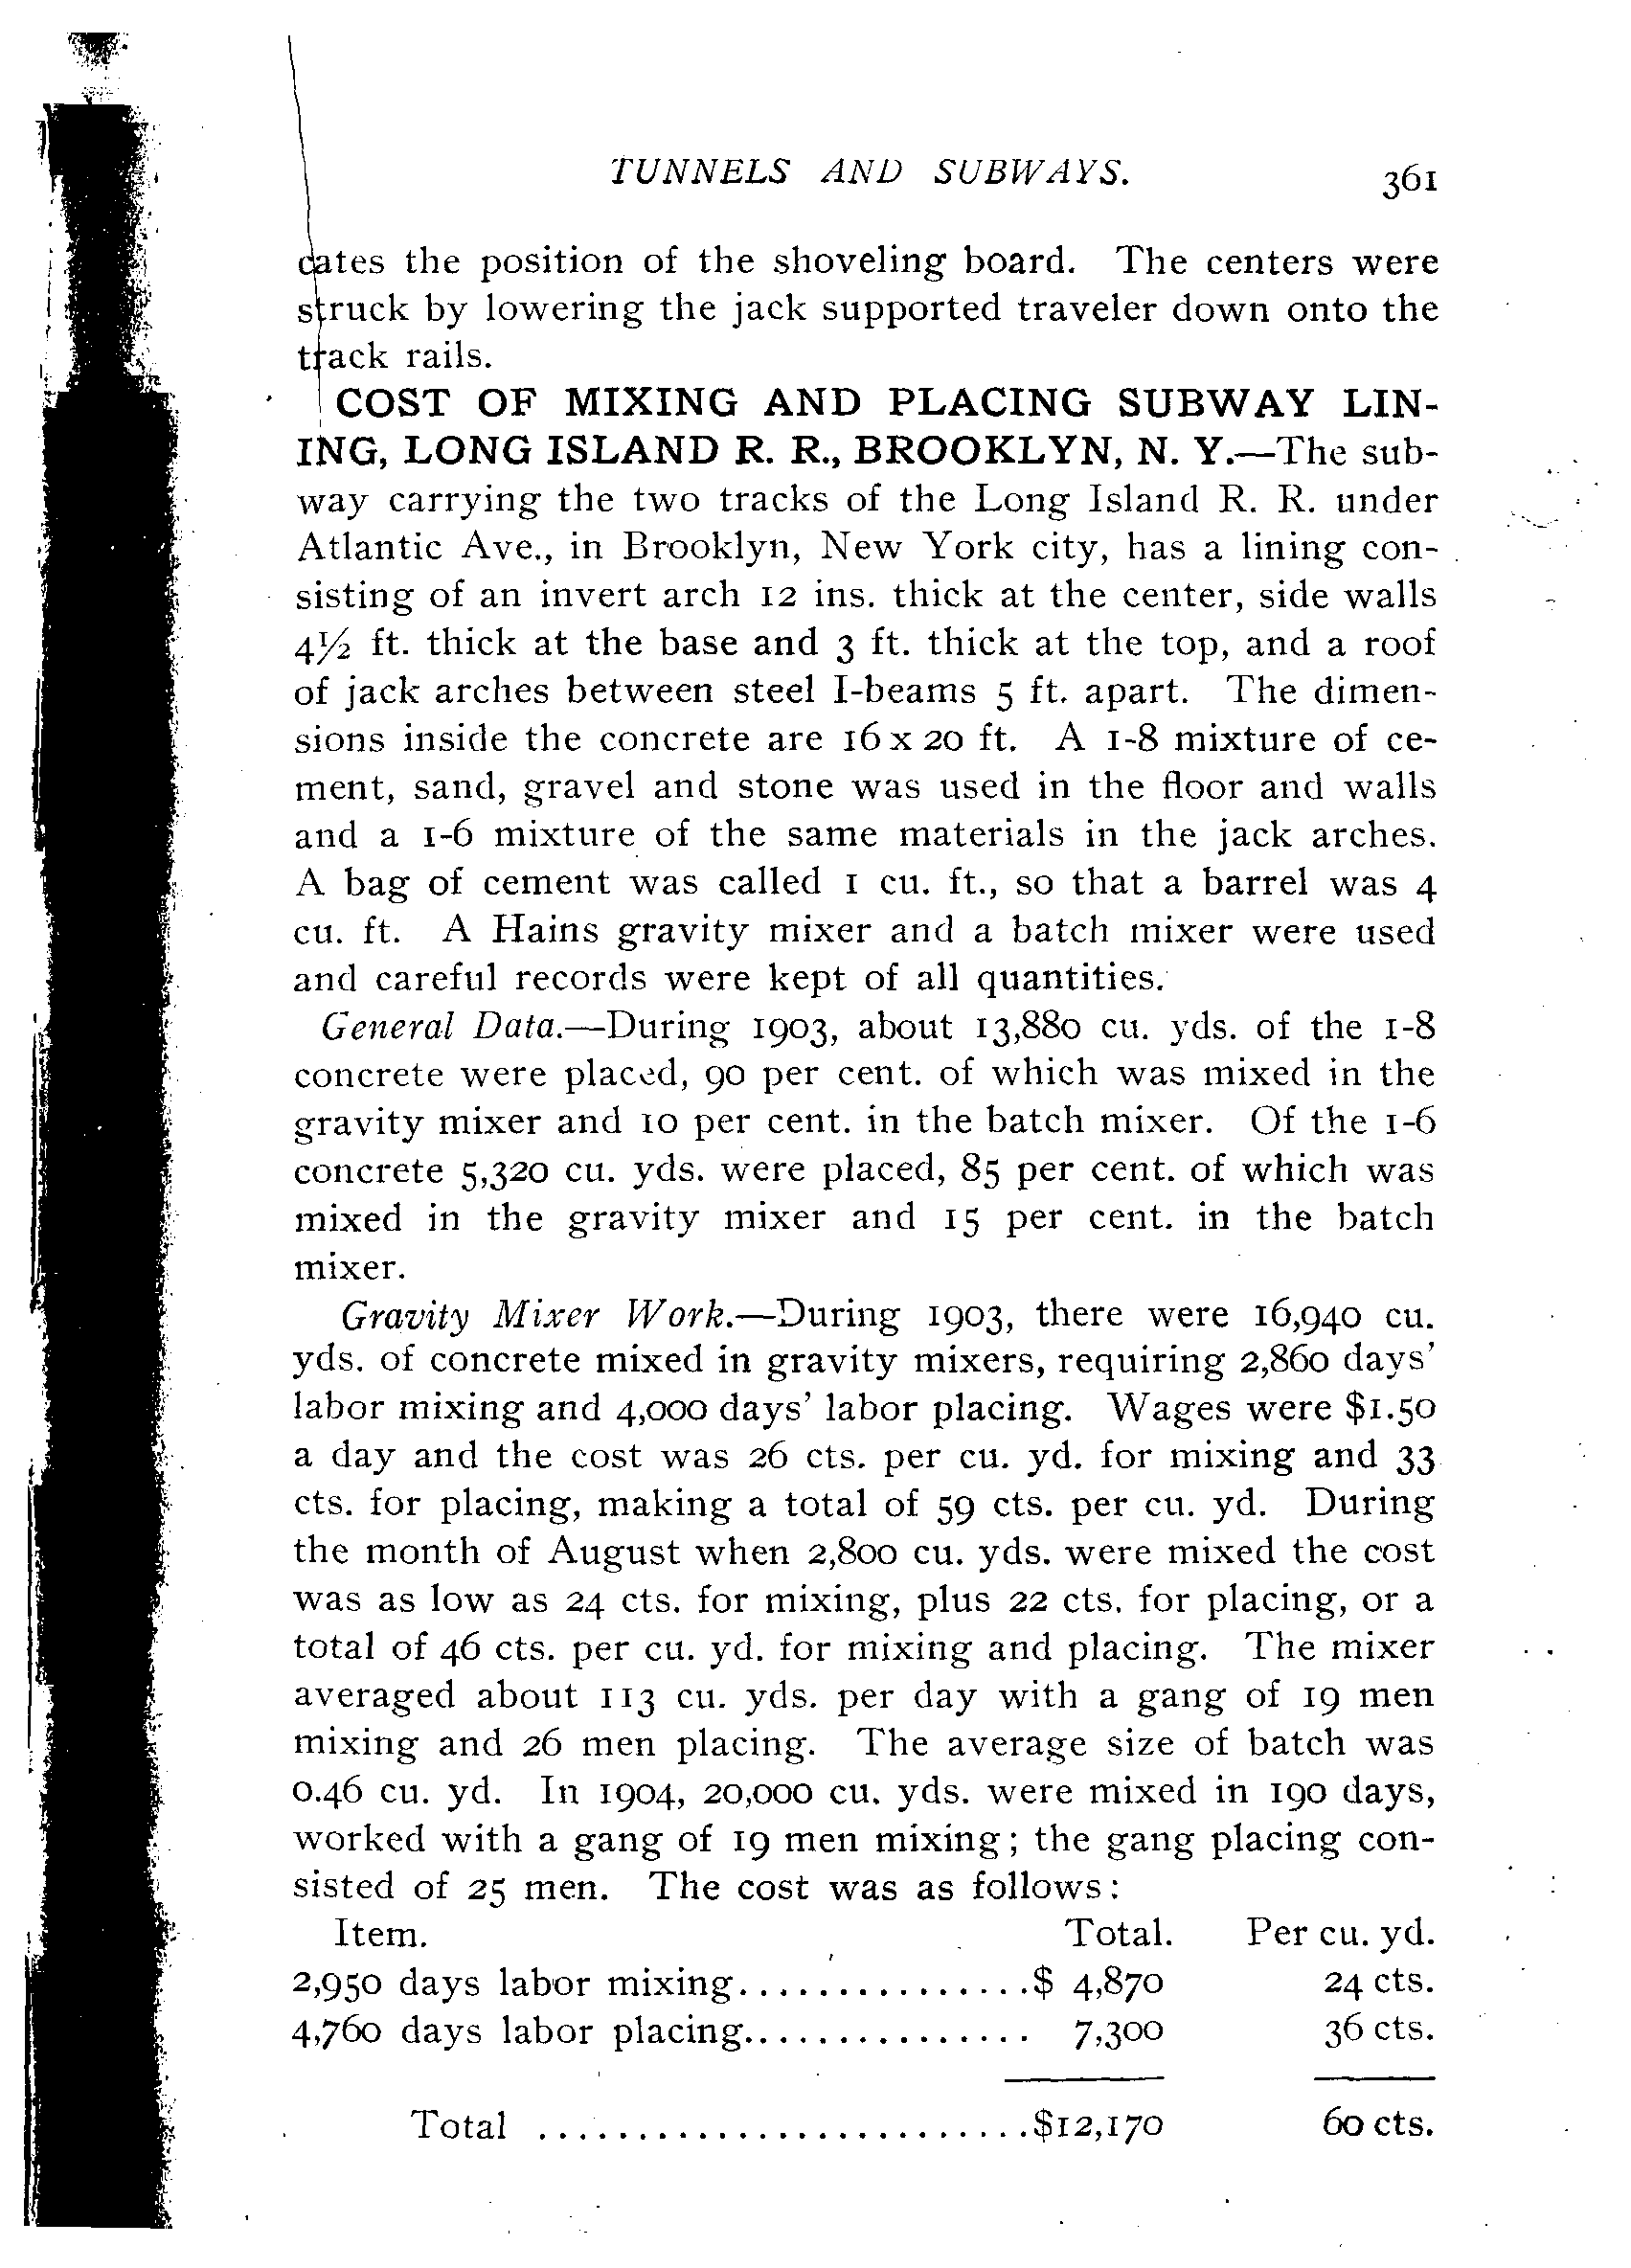 TUNNELS AND SUBWAYS. 361
cates the position of the shoveling board. The centers were
struck by lowering the jack supported traveler down onto the
track rails.
COST OF MIXING AND PLACING SUBWAY LIN-
ING, LONG ISLAND R. R., BROOKLYN, N. Y.—The sub-
way carrying the two tracks of the Long Island R. R. under
Atlantic Ave., in Brooklyn, New York city, has a lining con-
sisting of an invert arch 12 ins. thick at the center, side walls
4½ ft. thick at the base and 3 ft. thick at the top, and a roof
of jack arches between steel I-beams 5 ft. apart. The dimen-
sions inside the concrete are 16 x 20 ft. A 1-8 mixture of ce-
ment, sand, gravel and stone was used in the floor and walls
and a 1-6 mixture of the same materials in the jack arches.
A bag of cement was called 1 cu. ft., so that a barrel was 4
cu. ft. A Hains gravity mixer and a batch mixer were used
and careful records were kept of all quantities.
General Data.—During 1903, about 13,880 cu. yds. of the 1-8
concrete were placed, 90 per cent. of which was mixed in the
gravity mixer and 10 per cent. in the batch mixer. Of the 1-6
concrete 5,320 cu. yds. were placed, 85 per cent. of which was
mixed in the gravity mixer and 15 per cent. in the batch
mixer.
Gravity Mixer Work.—During 1903, there were 16,940 cu.
yds. of concrete mixed in gravity mixers, requiring 2,860 days'
labor mixing and 4,000 days' labor placing. Wages were $1.50
a day and the cost was 26 cts. per cu. yd. for mixing and 33
cts. for placing, making a total of 59 cts. per cu. yd. During
the month of August when 2,800 cu. yds. were mixed the cost
was as low as 24 cts. for mixing, plus 22 cts. for placing, or a
total of 46 cts. per cu. yd. for mixing and placing. The mixer
averaged about 113 cu. yds. per day with a gang of 19 men
mixing and 26 men placing. The average size of batch was
0.46 cu. yd. In 1904, 20,000 cu. yds. were mixed in 190 days,
worked with a gang of 19 men mixing; the gang placing con-
sisted of 25 men. The cost was as follows:
Item. Total. Per cu. yd.
2,950 days labor mixing...............$ 4,870 24 cts.
4,760 days labor placing............... 7,300 36 cts.
Total .........................$12,170 60 cts.